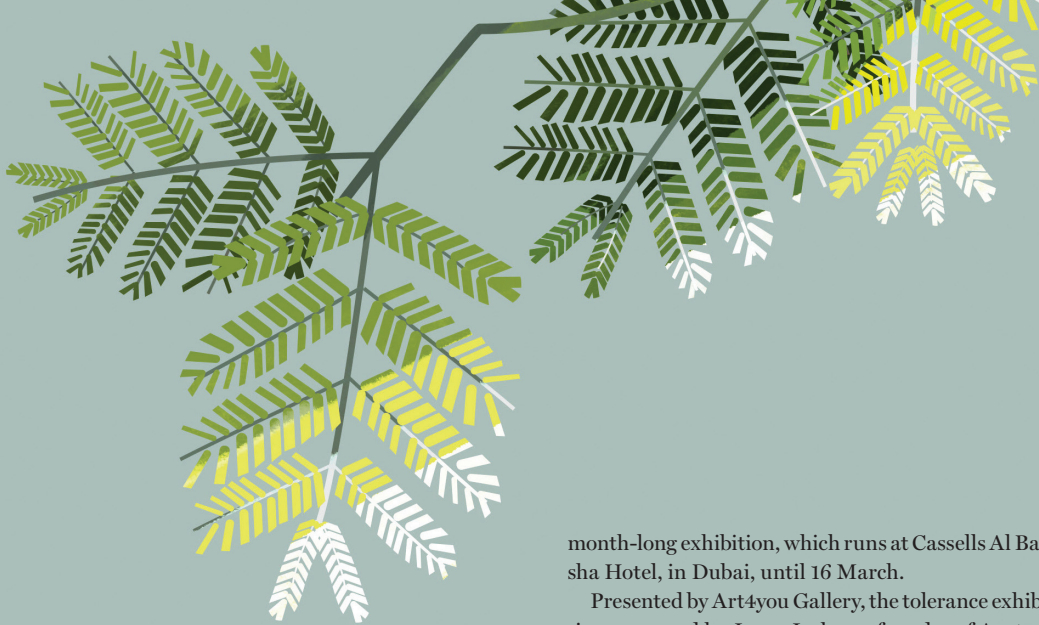 month-long exhibition, which runs at Cassells Al Ba
sha Hotel, in Dubai, until 16 March.
Presented by Art4you Gallery, the tolerance exhib